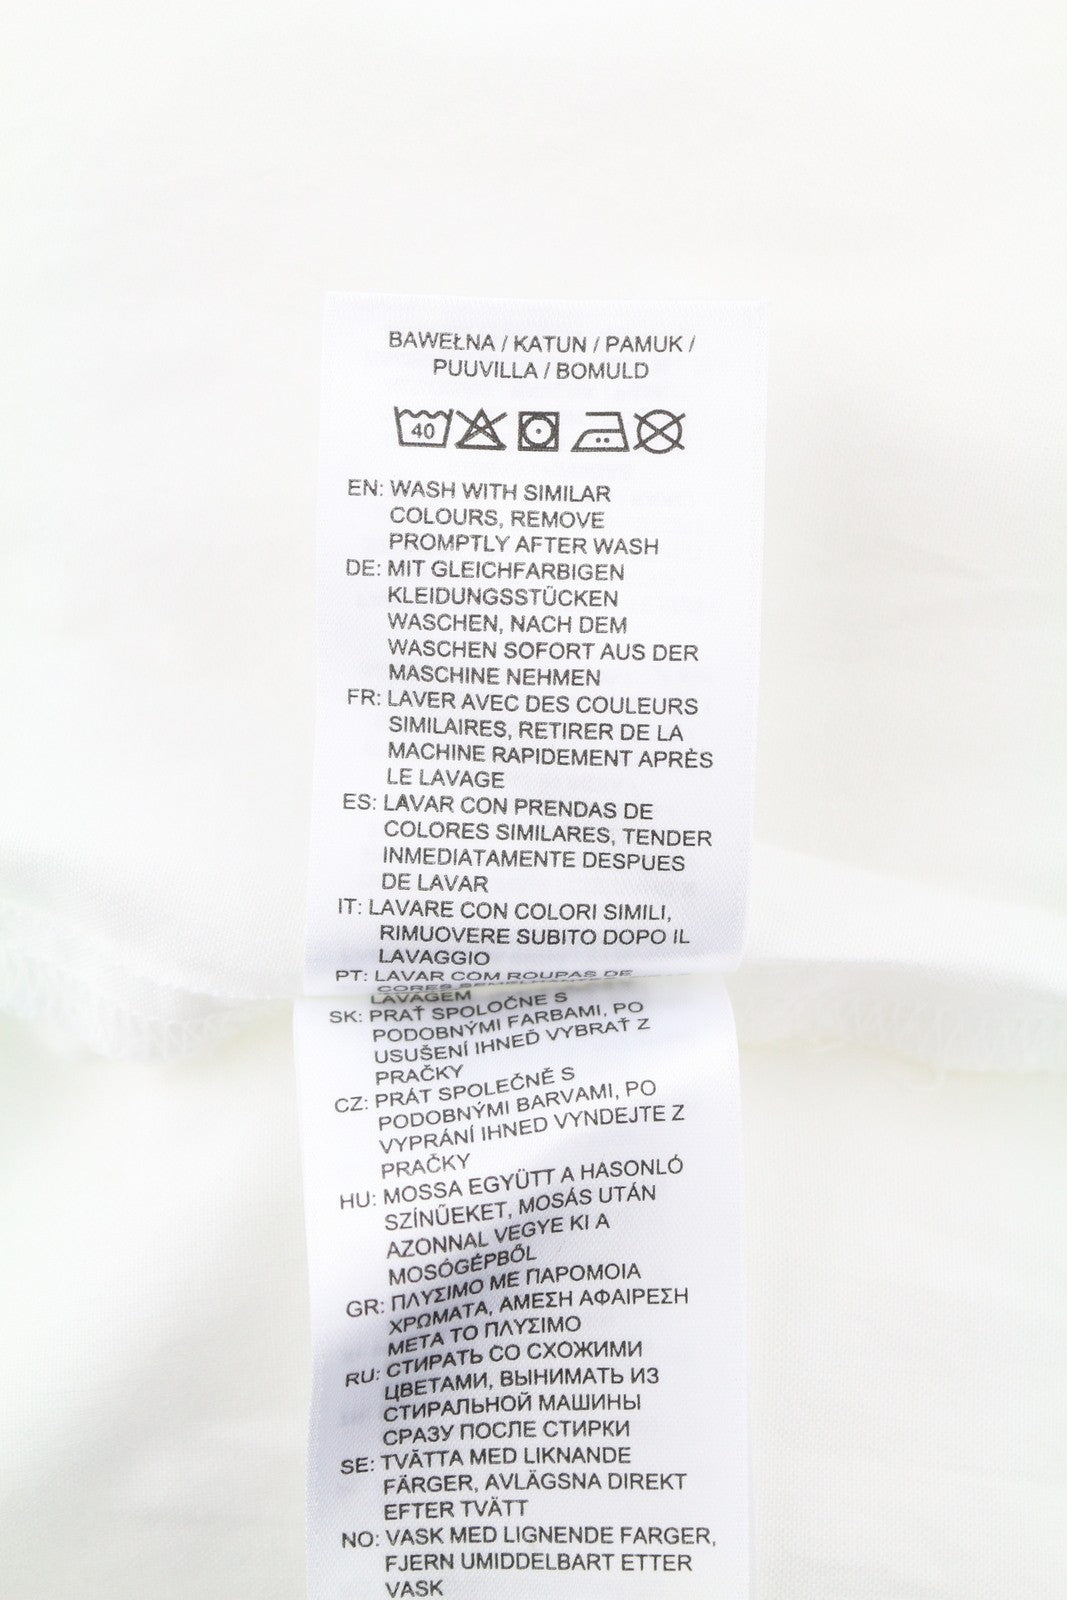 BAWEŁNA / KATUN / PAMUK /
PUUVILLA / BOMULD
40
EN: WASH WITH SIMILAR
COLOURS, REMOVE
PROMPTLY AFTER WASH
DE: MIT GLEICHFARBIGEN
KLEIDUNGSSTÜCKEN
WASCHEN, NACH DEM
WASCHEN SOFORT AUS DER
MASCHINE NEHMEN
FR: LAVER AVEC DES COULEURS
SIMILAIRES, RETIRER DE LA
MACHINE RAPIDEMENT APRÈS
LE LAVAGE
ES: LAVAR CON PRENDAS DE
COLORES SIMILARES, TENDER
INMEDIATAMENTE DESPUES
DE LAVAR
IT: LAVARE CON COLORI SIMILI,
RIMUOVERE SUBITO DOPO IL
LAVAGGIO
PT: LAVAR COM ROUPAS DE
CORES
LAVAGEM
SK: PRAŤ SPOLOČNE S
PODOBNÝMI FARBAMI, PO
USUŠENÍ IHNEĎ VYBRAŤ Z
PRAČKY
CZ: PRÁT SPOLEČNĚ S
PODOBNÝMI BARVAMI, PO
VYPRÁNÍ IHNED VYNDEJTE Z
PRAČKY
HU: MOSSA EGYÜTT A HASONLÓ
SZÍNŰEKET, MOSÁS UTÁN
AZONNAL VEGYE KI A
MOSÓGÉPBŐL
GR: ΠΛΥΣΙΜΟ ΜΕ ΠΑΡΟΜΟΙΑ
ΧΡΩΜΑΤΑ, ΑΜΕΣΗ ΑΦΑΙΡΕΣΗ
ΜΕΤΑ ΤΟ ΠΛΥΣΙΜΟ
RU: СТИРАТЬ СО СХОЖИМИ
ЦВЕТАМИ, ВЫНИМАТЬ ИЗ
СТИРАЛЬНОЙ МАШИНЫ
СРАЗУ ПОСЛЕ СТИРКИ
SE: TVÄTTA MED LIKNANDE
FÄRGER, AVLÄGSNA DIREKT
EFTER TVÄTT
NO: VASK MED LIGNENDE FARGER,
FJERN UMIDDELBART ETTER
VASK